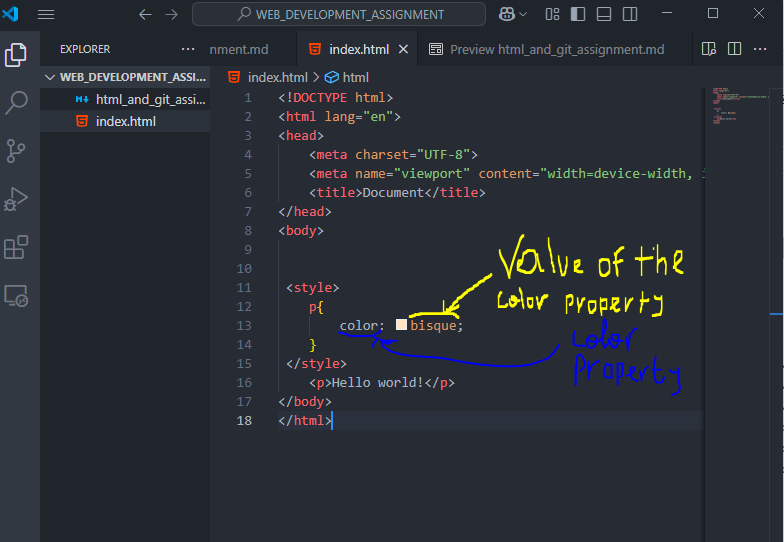 WEB_DEVELOPMENT_ASSIGNMENT
EXPLORER
nment.md
index.html
Preview html_and_git_assignment.md
WEB_DEVELOPMENT_ASSI...
html_and_git_assi...
index.html
index.html > html
1 <!DOCTYPE html>
2 <html lang="en">
3 <head>
4 <meta charset="UTF-8">
5 <meta name="viewport" content="width=device-width,
6 <title>Document</title>
7 </head>
8 <body>
9
10
11 <style>
12 p{
13 color: bisque;
14 }
15 </style>
16 <p>Hello world!</p>
17 </body>
18 </html>
Value of the
color property
color
Property